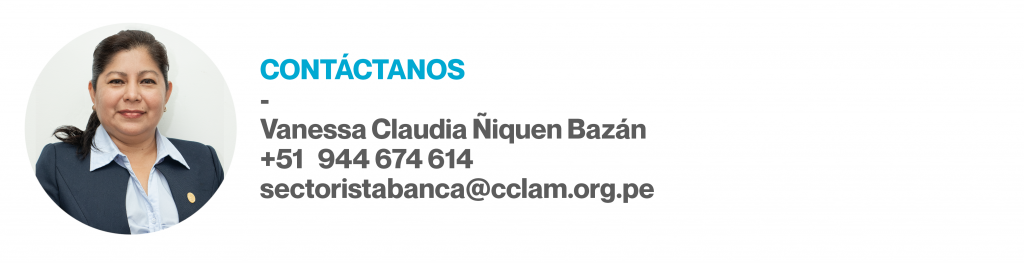 CONTÁCTANOS
-
Vanessa Claudia Ñiquen Bazán
+51 944 674 614
sectoristabanca@cclam.org.pe